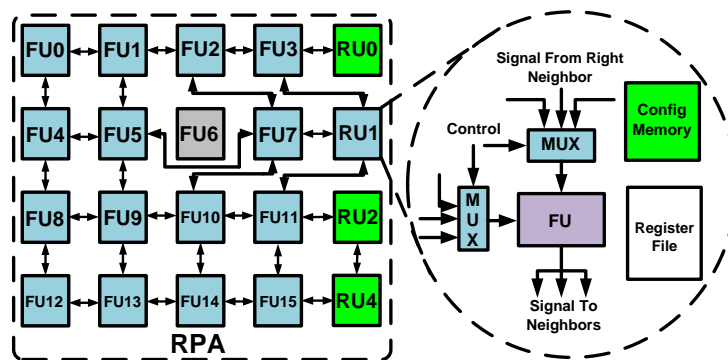 FU0 FU1 FU2 FU3 RU0
FU4 FU5 FU6 FU7 RU1
FU8 FU9 FU10 FU11 RU2
FU12 FU13 FU14 FU15 RU4
RPA
Signal From Right
Neighbor
Config
Memory
Control
MUX
M
U
X
FU
Register
File
Signal To
Neighbors